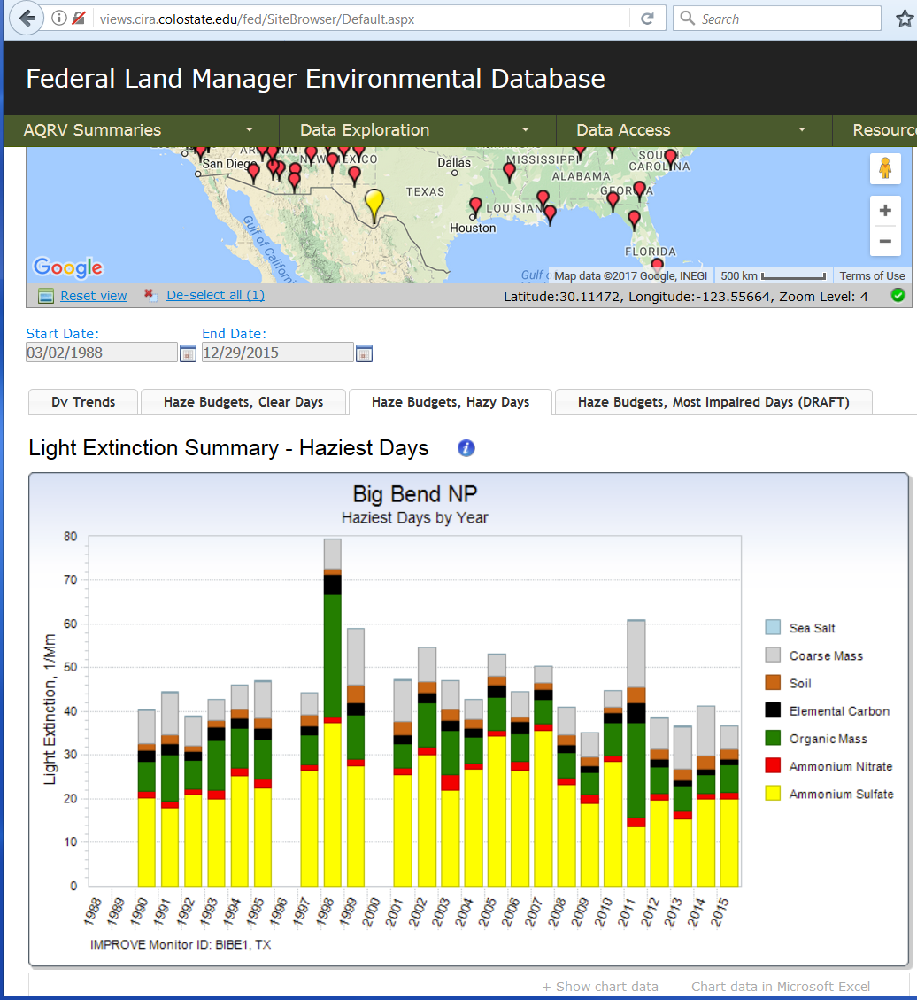 views.cira.colostate.edu/fed/SiteBrowser/Default.aspx
Search
Federal Land Manager Environmental Database
AQRV Summaries
Data Exploration
Data Access
Resourc
San Diego
NEW MEXICO
Dallas
MISSISSIPPI
SOUTH
CAROLINA
ALABAMA
TEXAS
GEORGIA
LOUISIANA
Houston
Gulf of California
FLORIDA
Google
Gulf
Map data ©2017 Google, INEGI
500 km
Terms of Use
Reset view
De-select all (1)
Latitude:30.11472, Longitude:-123.55664, Zoom Level: 4
Start Date:
End Date:
03/02/1988
12/29/2015
Dv Trends
Haze Budgets, Clear Days
Haze Budgets, Hazy Days
Haze Budgets, Most Impaired Days (DRAFT)
Light Extinction Summary - Haziest Days
Big Bend NP
Haziest Days by Year
Light Extinction, 1/Mm
80
70
60
50
40
30
20
10
0
1988
1989
1990
1991
1992
1993
1994
1995
1996
1997
1998
1999
2000
2001
2002
2003
2004
2005
2006
2007
2008
2009
2010
2011
2012
2013
2014
2015
Sea Salt
Coarse Mass
Soil
Elemental Carbon
Organic Mass
Ammonium Nitrate
Ammonium Sulfate
IMPROVE Monitor ID: BIBE1, TX
+ Show chart data
Chart data in Microsoft Excel